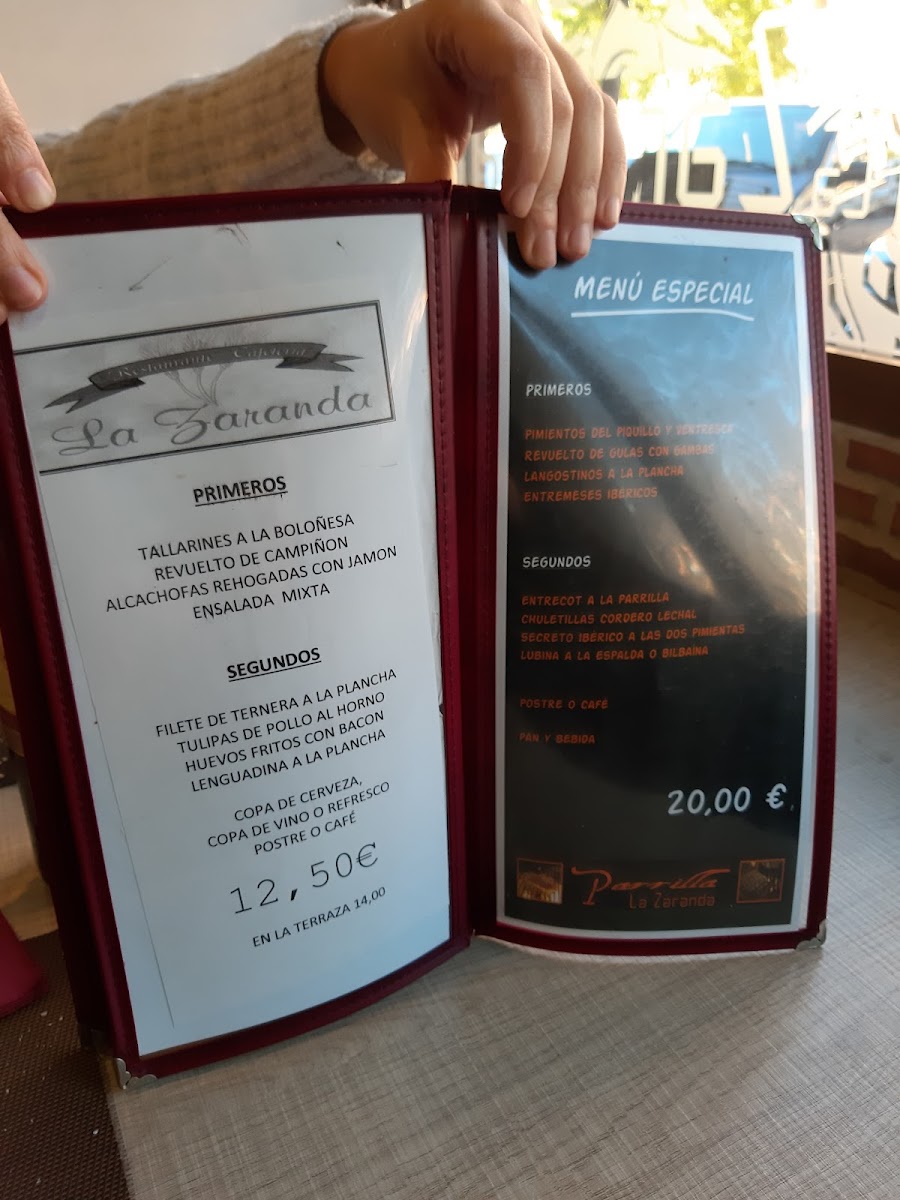 Restaurante Cafetería
La Zaranda
PRIMEROS
TALLARINES A LA BOLOÑESA
REVUELTO DE CAMPIÑON
ALCACHOFAS REHOGADAS CON JAMON
ENSALADA MIXTA
SEGUNDOS
FILETE DE TERNERA A LA PLANCHA
TULIPAS DE POLLO AL HORNO
HUEVOS FRITOS CON BACON
LENGUADINA A LA PLANCHA
COPA DE CERVEZA,
COPA DE VINO O REFRESCO
POSTRE O CAFÉ
12,50€
EN LA TERRAZA 14,00
MENÚ ESPECIAL
PRIMEROS
PIMIENTOS DEL PIQUILLO Y VENTRESCA
REVUELTO DE GULAS CON GAMBAS
LANGOSTINOS A LA PLANCHA
ENTREMESES IBÉRICOS
SEGUNDOS
ENTRECOT A LA PARRILLA
CHULETILLAS CORDERO LECHAL
SECRETO IBÉRICO A LAS DOS PIMIENTAS
LUBINA A LA ESPALDA O BILBAÍNA
POSTRE O CAFÉ
PAN Y BEBIDA
20,00 €
Parrilla
La Zaranda